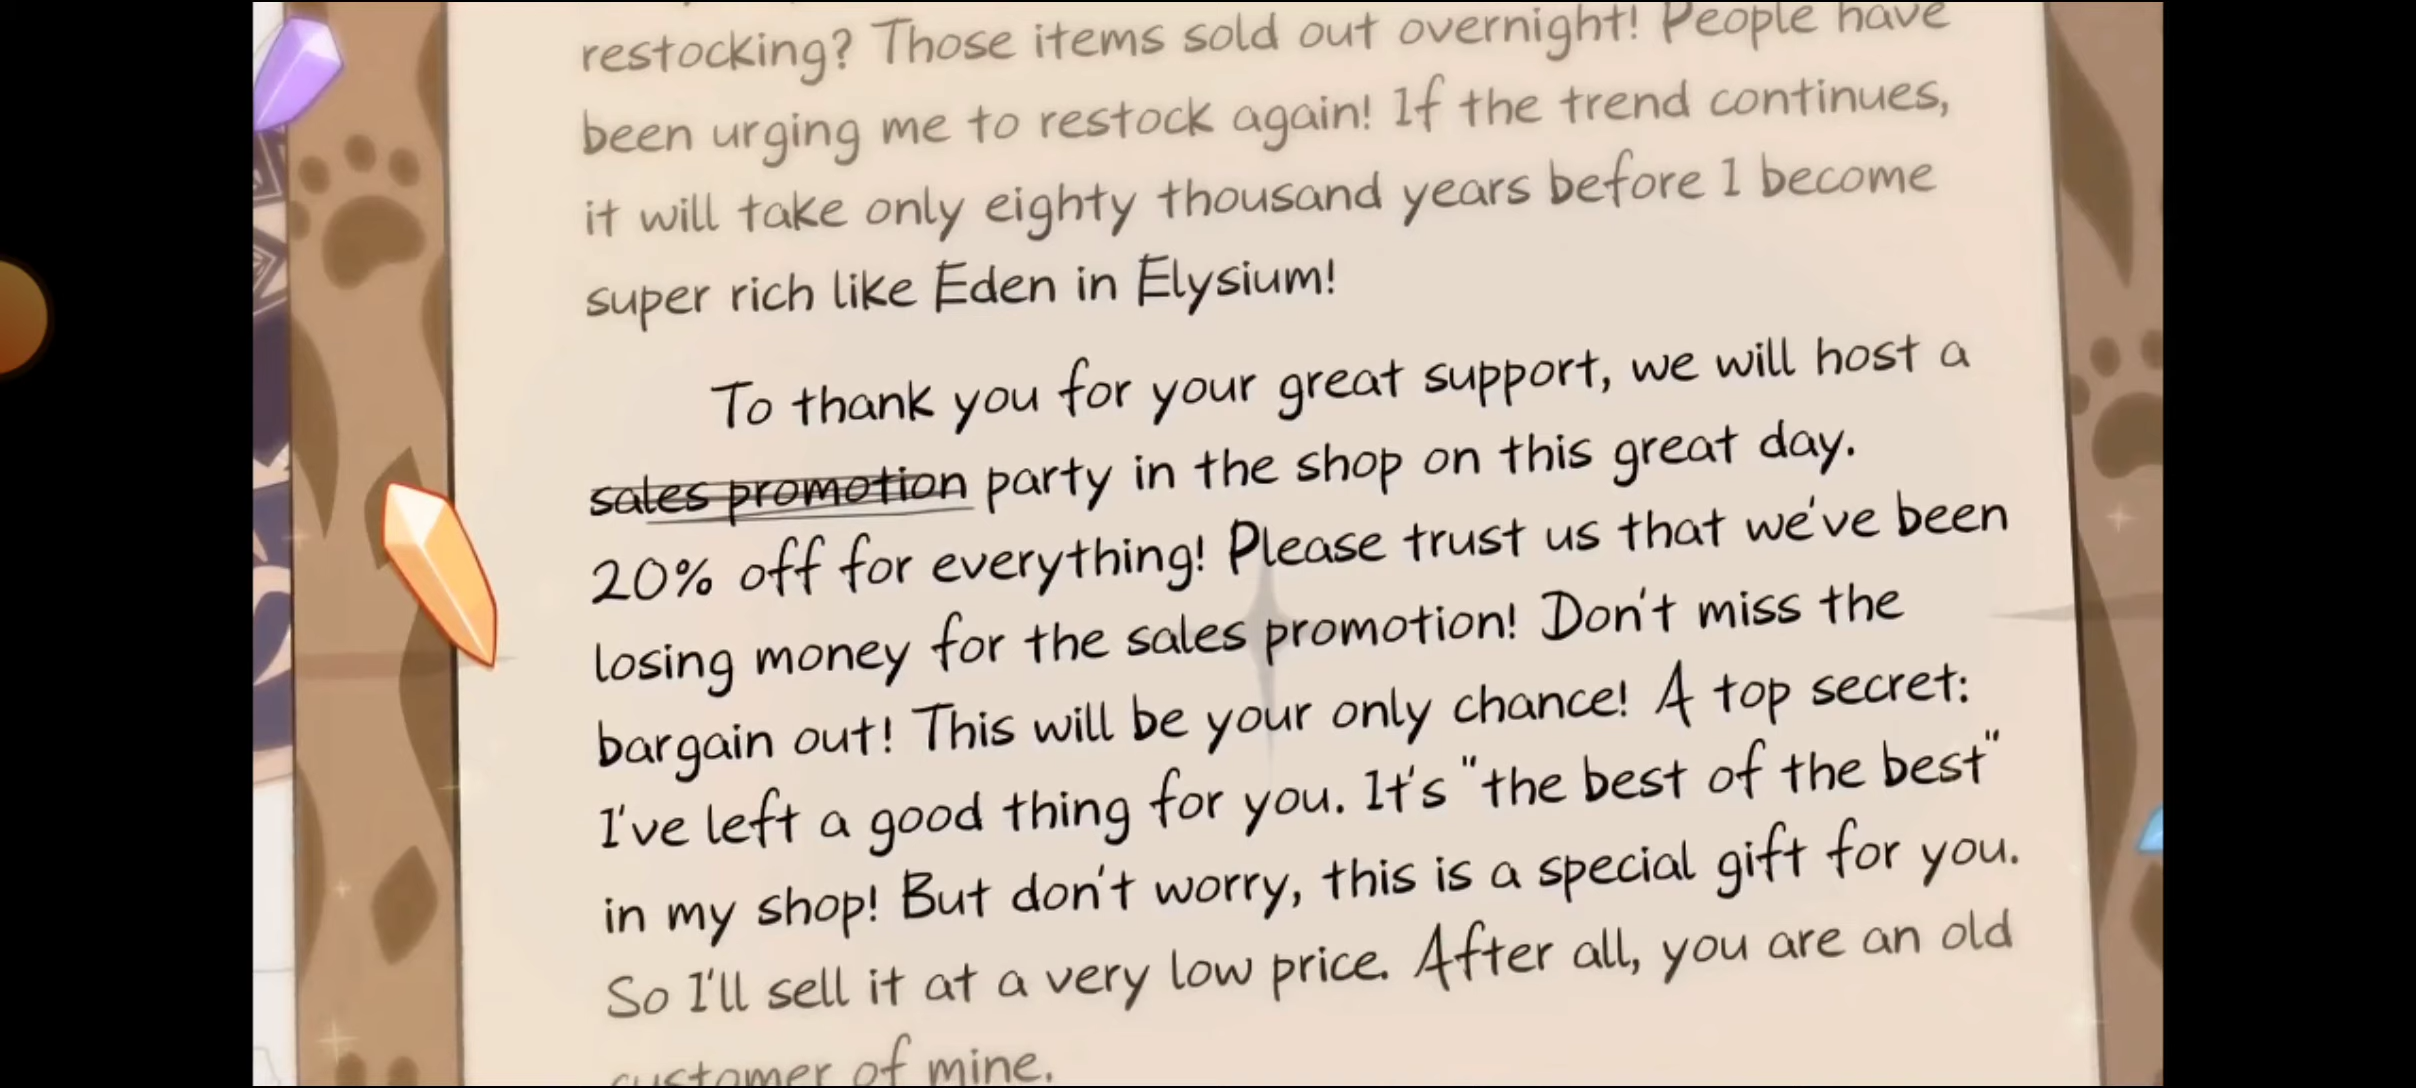 restocking? Those items sold out overnight! People have
been urging me to restock again! If the trend continues,
it will take only eighty thousand years before I become
super rich like Eden in Elysium!
To thank you for your great support, we will host a
sales promotion party in the shop on this great day.
20% off for everything! Please trust us that we've been
losing money for the sales promotion! Don't miss the
bargain out! This will be your only chance! A top secret:
I've left a good thing for you. It's "the best of the best"
in my shop! But don't worry, this is a special gift for you.
So I'll sell it at a very low price. After all, you are an old
customer of mine.